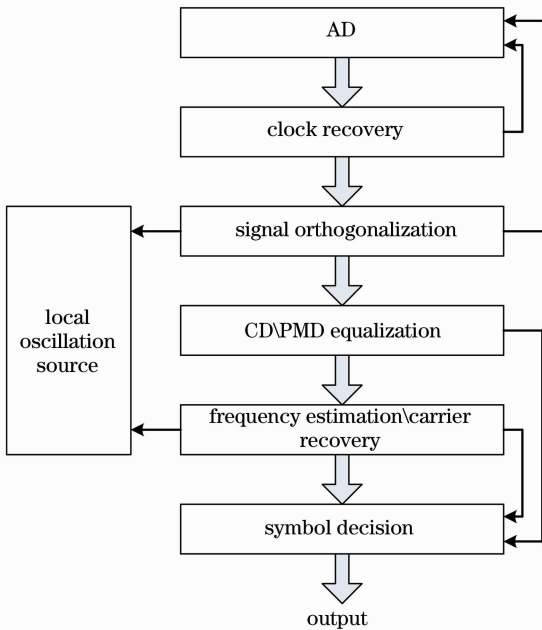 AD
clock recovery
signal orthogonalization
local
oscillation
source
CD\PMD equalization
frequency estimation\carrier
recovery
symbol decision
output